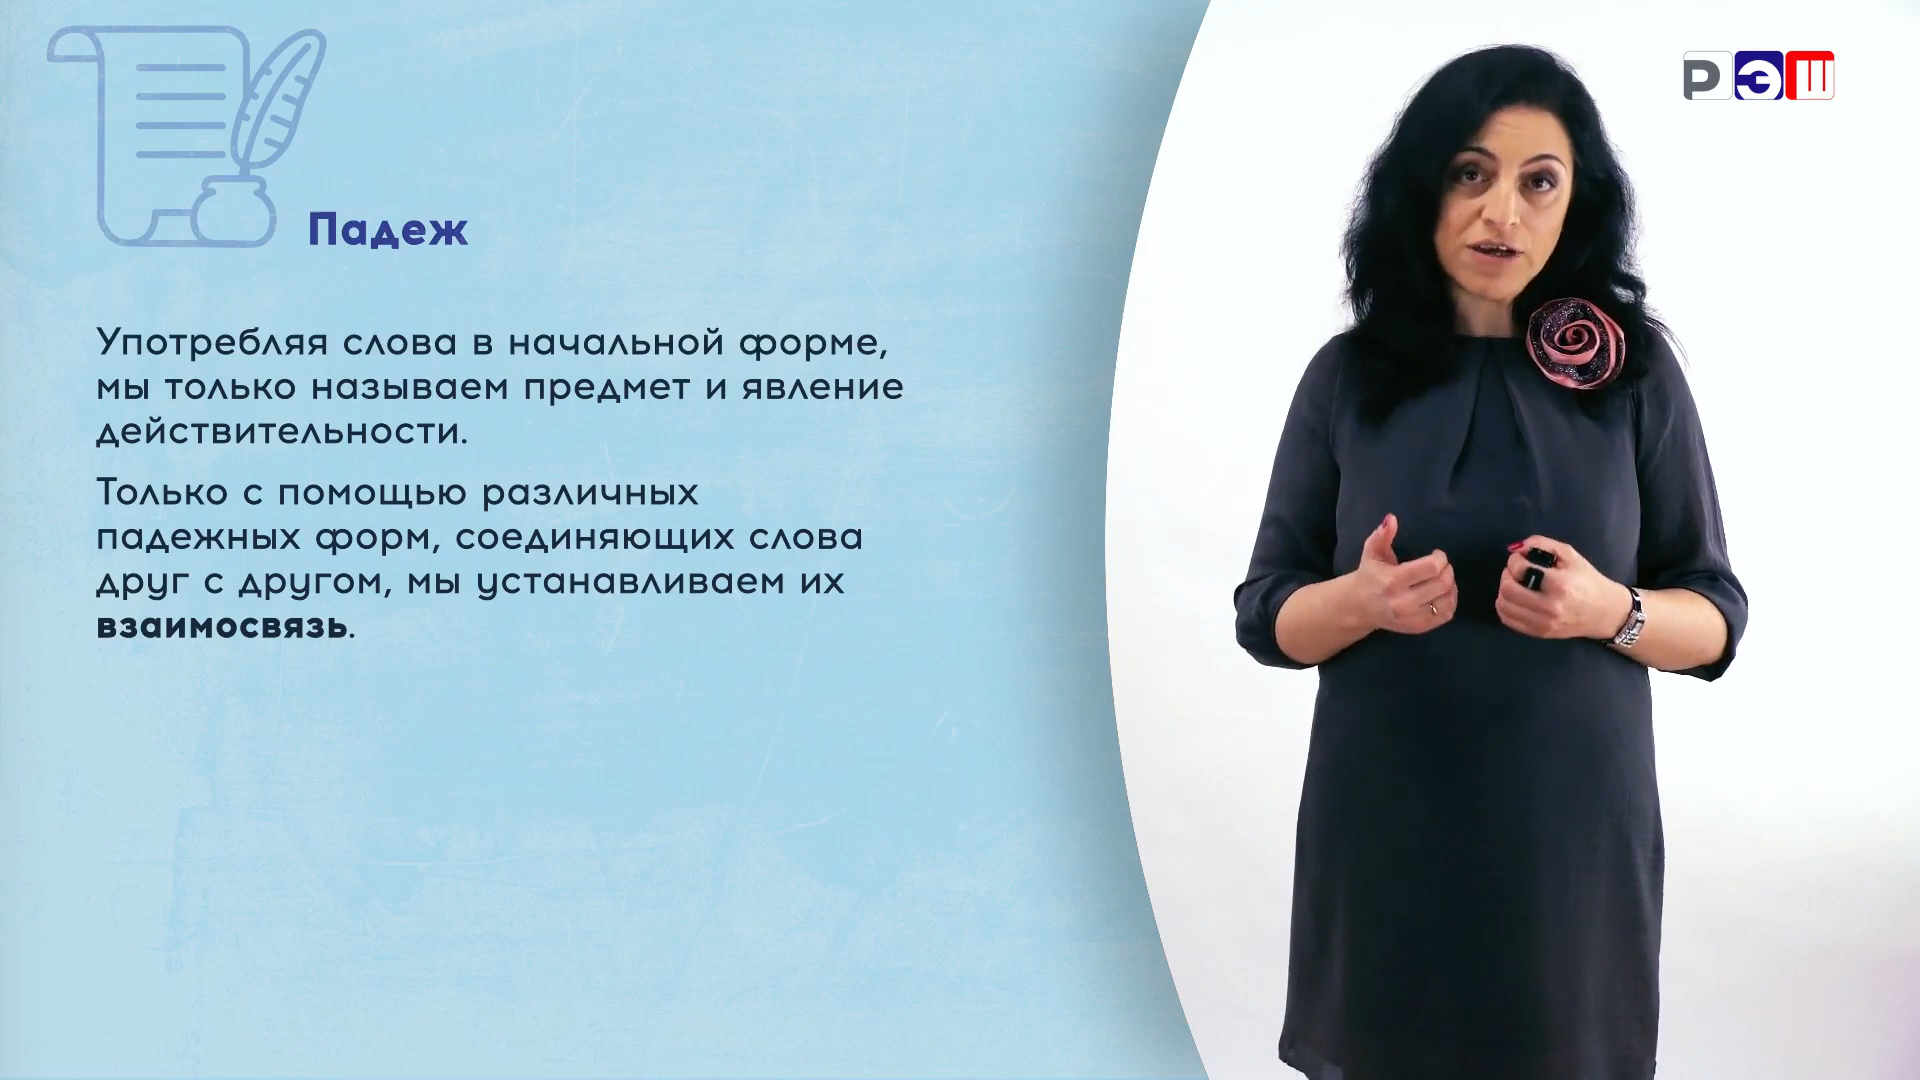 РЭШ
Падеж
Употребляя слова в начальной форме,
мы только называем предмет и явление
действительности.
Только с помощью различных
падежных форм, соединяющих слова
друг с другом, мы устанавливаем их
взаимосвязь.